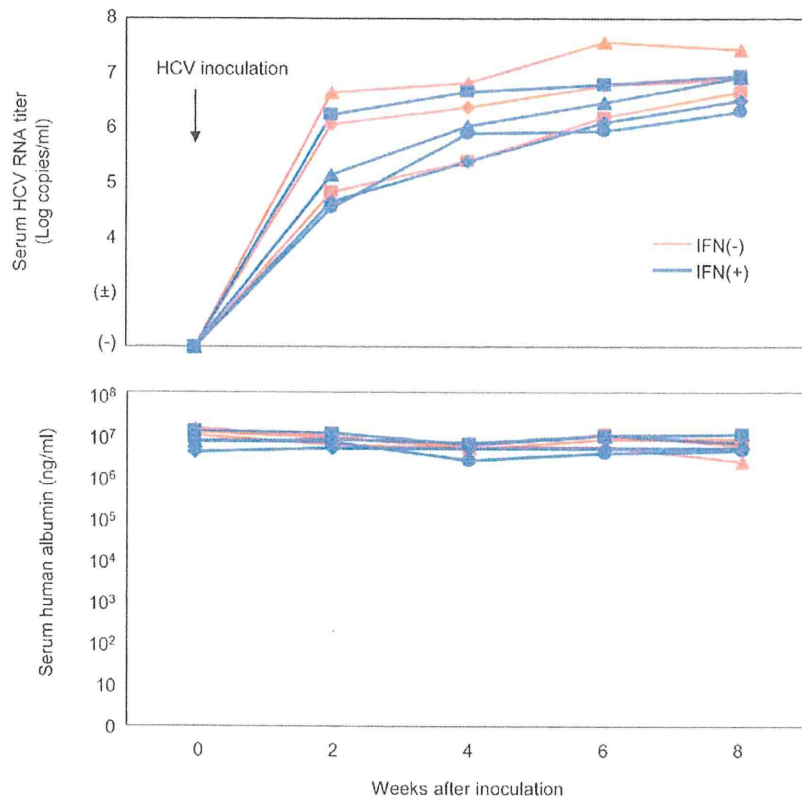 8
7
6
5
4
(±)
(-)
Serum HCV RNA titer
(Log copies/ml)
HCV inoculation
IFN(-)
IFN(+)
10⁸
10⁷
10⁶
10⁵
10⁴
10³
10²
10
0
Serum human albumin (ng/ml)
0 2 4 6 8
Weeks after inoculation